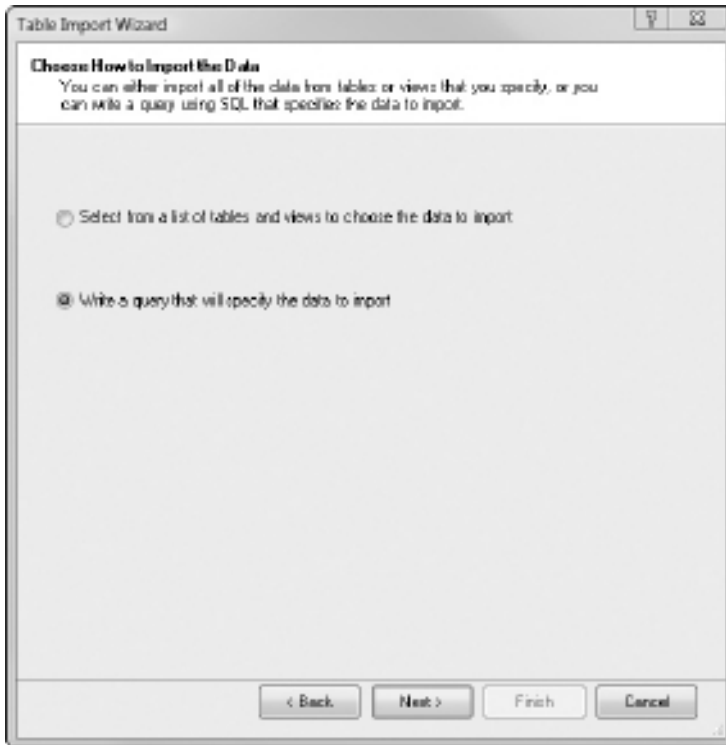 Table Import Wizard
Choose How to Import the Data
You can either import all of the data from tables or views that you specify, or you
can write a query using SQL that specifies the data to import.
Select from a list of tables and views to choose the data to import
Write a query that will specify the data to import
< Back
Next >
Finish
Cancel